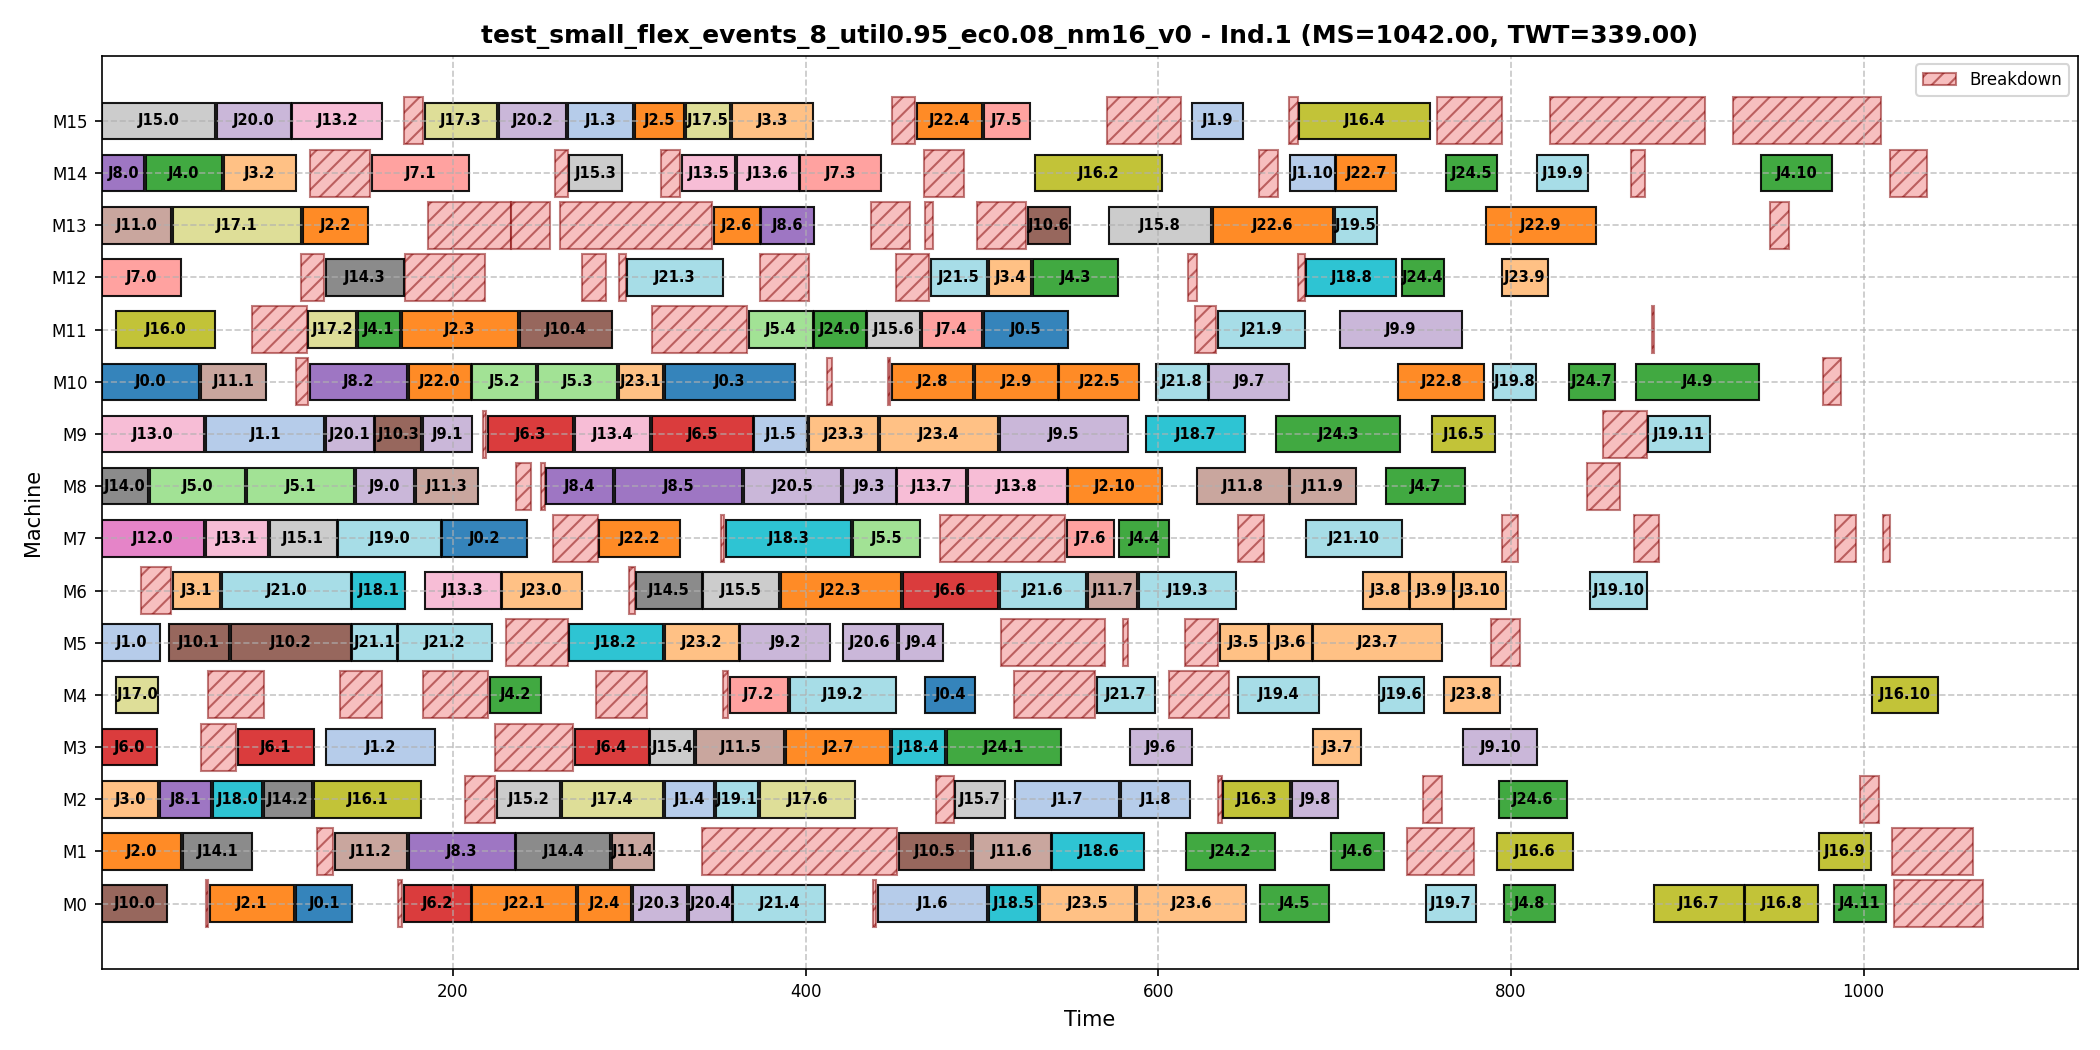 test_small_flex_events_8_util0.95_ec0.08_nm16_v0 - Ind.1 (MS=1042.00, TWT=339.00)
Breakdown
M15 J15.0 J20.0 J13.2 J17.3 J20.2 J1.3 J2.5 J17.5 J3.3 J22.4 J7.5 J1.9 J16.4
M14 J8.0 J4.0 J3.2 J7.1 J15.3 J13.5 J13.6 J7.3 J16.2 J1.10 J22.7 J24.5 J19.9 J4.10
M13 J11.0 J17.1 J2.2 J2.6 J8.6 J10.6 J15.8 J22.6 J19.5 J22.9
M12 J7.0 J14.3 J21.3 J21.5 J3.4 J4.3 J18.8 J24.4 J23.9
M11 J16.0 J17.2 J4.1 J2.3 J10.4 J5.4 J24.0 J15.6 J7.4 J0.5 J21.9 J9.9
M10 J0.0 J11.1 J8.2 J22.0 J5.2 J5.3 J23.1 J0.3 J2.8 J2.9 J22.5 J21.8 J9.7 J22.8 J19.8 J24.7 J4.9
M9 J13.0 J1.1 J20.1 J10.3 J9.1 J6.3 J13.4 J6.5 J1.5 J23.3 J23.4 J9.5 J18.7 J24.3 J16.5 J19.11
M8 J14.0 J5.0 J5.1 J9.0 J11.3 J8.4 J8.5 J20.5 J9.3 J13.7 J13.8 J2.10 J11.8 J11.9 J4.7
M7 J12.0 J13.1 J15.1 J19.0 J0.2 J22.2 J18.3 J5.5 J7.6 J4.4 J21.10
M6 J3.1 J21.0 J18.1 J13.3 J23.0 J14.5 J15.5 J22.3 J6.6 J21.6 J11.7 J19.3 J3.8 J3.9 J3.10 J19.10
M5 J1.0 J10.1 J10.2 J21.1 J21.2 J18.2 J23.2 J9.2 J20.6 J9.4 J3.5 J3.6 J23.7
M4 J17.0 J4.2 J7.2 J19.2 J0.4 J21.7 J19.4 J19.6 J23.8 J16.10
M3 J6.0 J6.1 J1.2 J6.4 J15.4 J11.5 J2.7 J18.4 J24.1 J9.6 J3.7 J9.10
M2 J3.0 J8.1 J18.0 J14.2 J16.1 J15.2 J17.4 J1.4 J19.1 J17.6 J15.7 J1.7 J1.8 J16.3 J9.8 J24.6
M1 J2.0 J14.1 J11.2 J8.3 J14.4 J11.4 J10.5 J11.6 J18.6 J24.2 J4.6 J16.6 J16.9
M0 J10.0 J2.1 J0.1 J6.2 J22.1 J2.4 J20.3 J20.4 J21.4 J1.6 J18.5 J23.5 J23.6 J4.5 J19.7 J4.8 J16.7 J16.8 J4.11
Machine
200 400 600 800 1000
Time